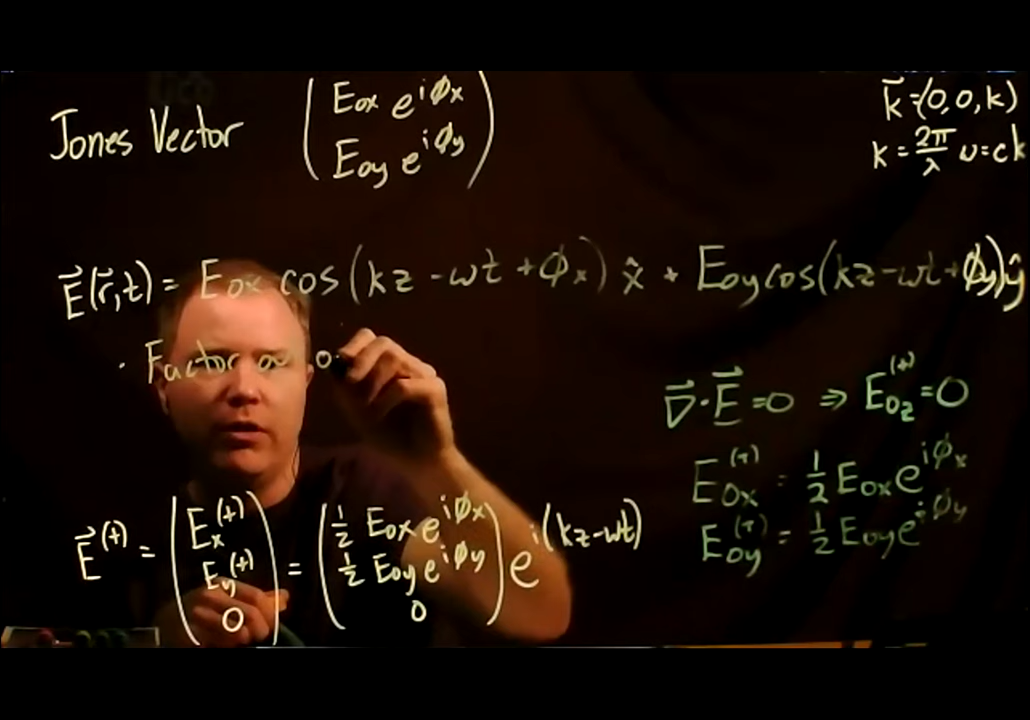 Jones Vector ( E0x e^{iϕx} / E0y e^{iϕy} )
k⃗ = (0, 0, k)
k = 2π/λ ω = ck
E⃗(r⃗,t) = E0x cos(kz - ωt + ϕx) x̂ + E0y cos(kz - ωt + ϕy) ŷ
· Factor
∇⃗·E⃗ = 0 ⇒ E0z^(+) = 0
E0x^(+) = 1/2 E0x e^{iϕx}
E0y^(+) = 1/2 E0y e^{iϕy}
E⃗^(+) = ( Ex^(+) / Ey^(+) / 0 ) = ( 1/2 E0x e^{iϕx} / 1/2 E0y e^{iϕy} / 0 ) e^{i(kz-ωt)}